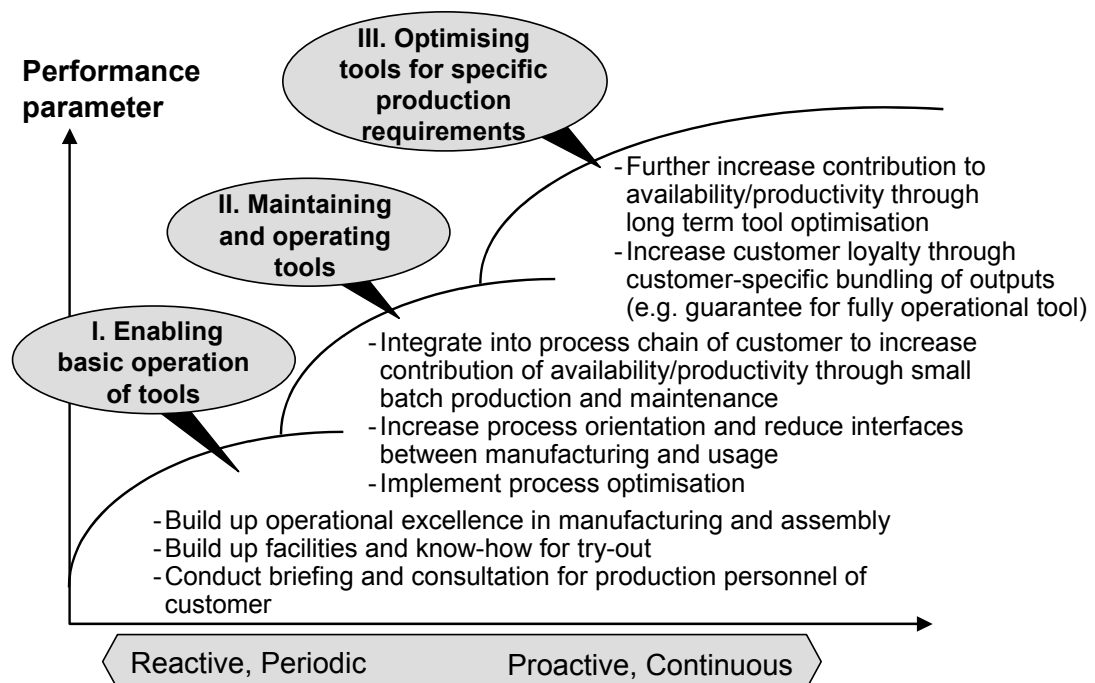 Performance
parameter
III. Optimising
tools for specific
production
requirements
- Further increase contribution to
availability/productivity through
long term tool optimisation
- Increase customer loyalty through
customer-specific bundling of outputs
(e.g. guarantee for fully operational tool)
II. Maintaining
and operating
tools
- Integrate into process chain of customer to increase
contribution of availability/productivity through small
batch production and maintenance
- Increase process orientation and reduce interfaces
between manufacturing and usage
- Implement process optimisation
I. Enabling
basic operation
of tools
- Build up operational excellence in manufacturing and assembly
- Build up facilities and know-how for try-out
- Conduct briefing and consultation for production personnel of
customer
Reactive, Periodic
Proactive, Continuous